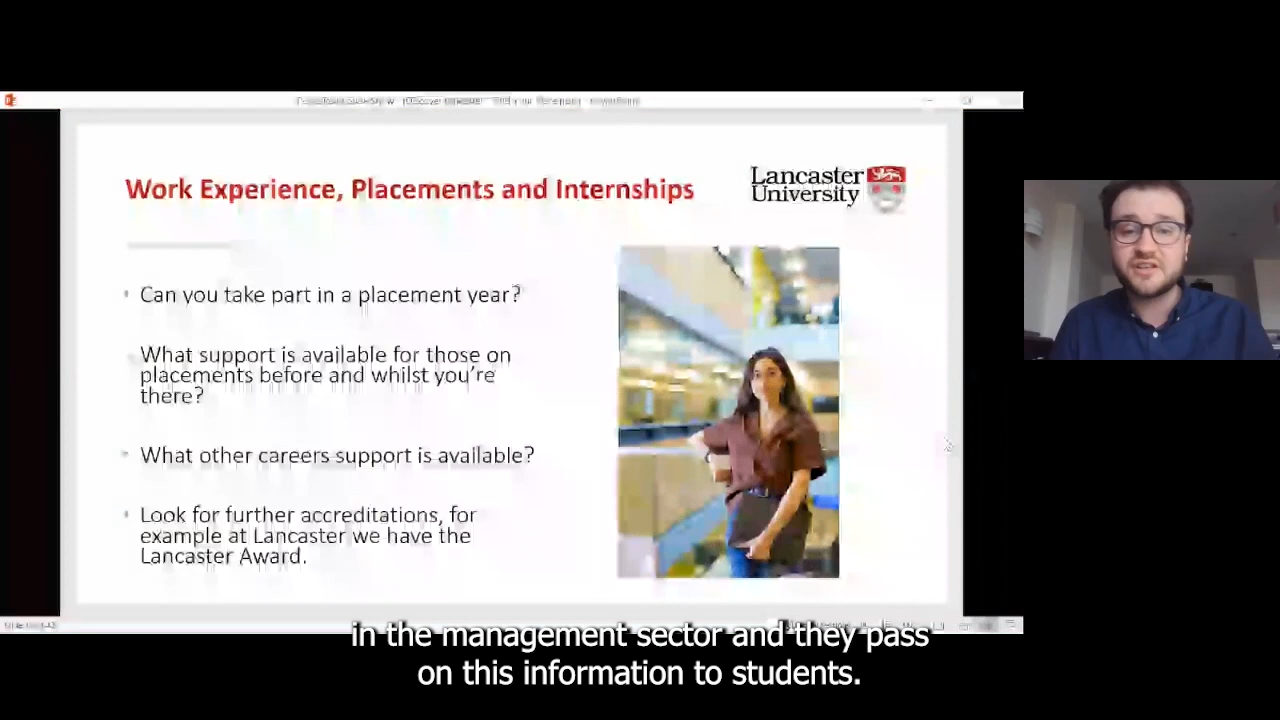 Work Experience, Placements and Internships
Lancaster
University
Can you take part in a placement year?
What support is available for those on
placements before and whilst you're
there?
What other careers support is available?
Look for further accreditations, for
example at Lancaster we have the
Lancaster Award.
in the management sector and they pass
on this information to students.